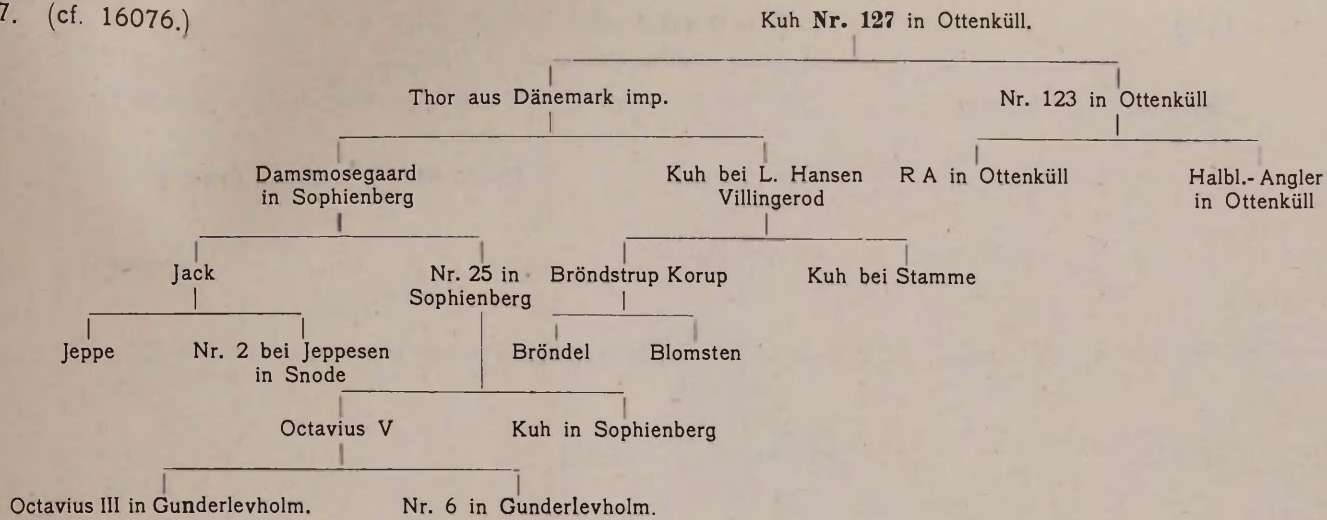 7. (cf. 16076.)
Kuh Nr. 127 in Ottenküll.
Thor aus Dänemark imp.
Nr. 123 in Ottenküll
Damsmosegaard
in Sophienberg
Kuh bei L. Hansen
Villingerod
R A in Ottenküll
Halbl.-Angler
in Ottenküll
Jack
Nr. 25 in
Sophienberg
Bröndstrup Korup
Kuh bei Stamme
Jeppe
Nr. 2 bei Jeppesen
in Snode
Bröndel
Blomsten
Octavius V
Kuh in Sophienberg
Octavius III in Gunderlevholm.
Nr. 6 in Gunderlevholm.